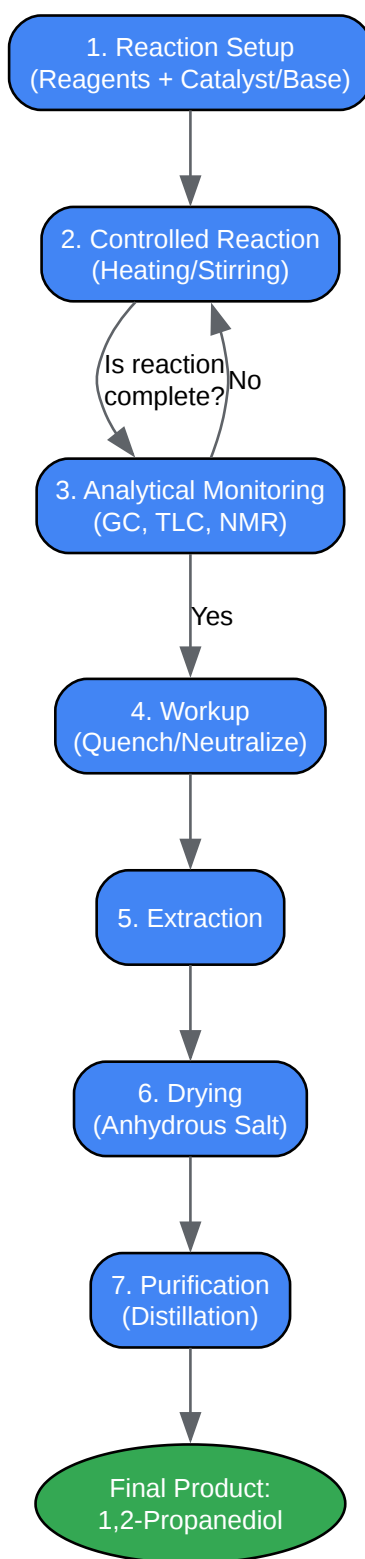 1. Reaction Setup
(Reagents + Catalyst/Base)
2. Controlled Reaction
(Heating/Stirring)
Is reaction
complete?
No
3. Analytical Monitoring
(GC, TLC, NMR)
Yes
4. Workup
(Quench/Neutralize)
5. Extraction
6. Drying
(Anhydrous Salt)
7. Purification
(Distillation)
Final Product:
1,2-Propanediol